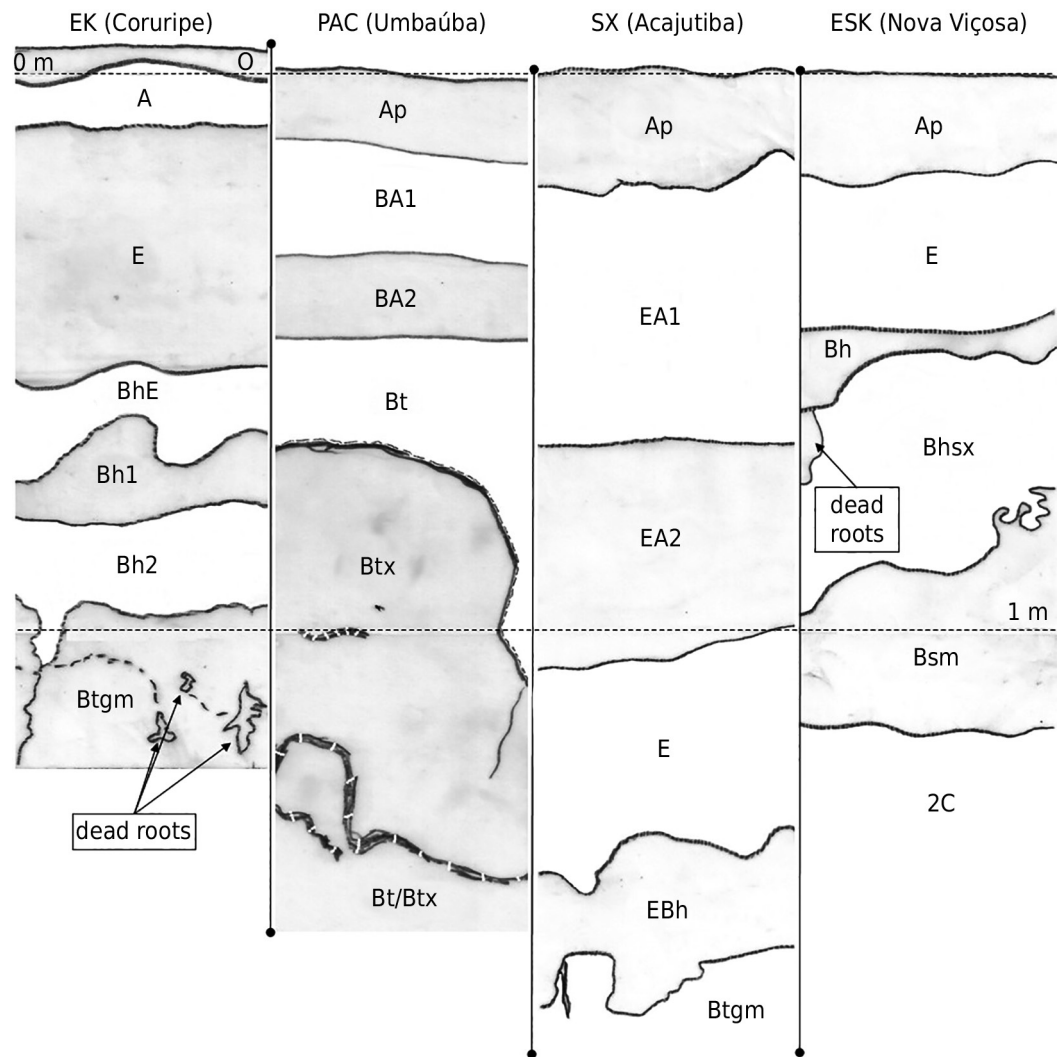 EK (Coruripe)
PAC (Umbaúba)
SX (Acajutiba)
ESK (Nova Viçosa)
0 m
O
A
E
BhE
Bh1
Bh2
Btgm
dead roots
Ap
BA1
BA2
Bt
Btx
Bt/Btx
Ap
EA1
EA2
E
EBh
Btgm
Ap
E
Bh
Bhsx
dead
roots
1 m
Bsm
2C